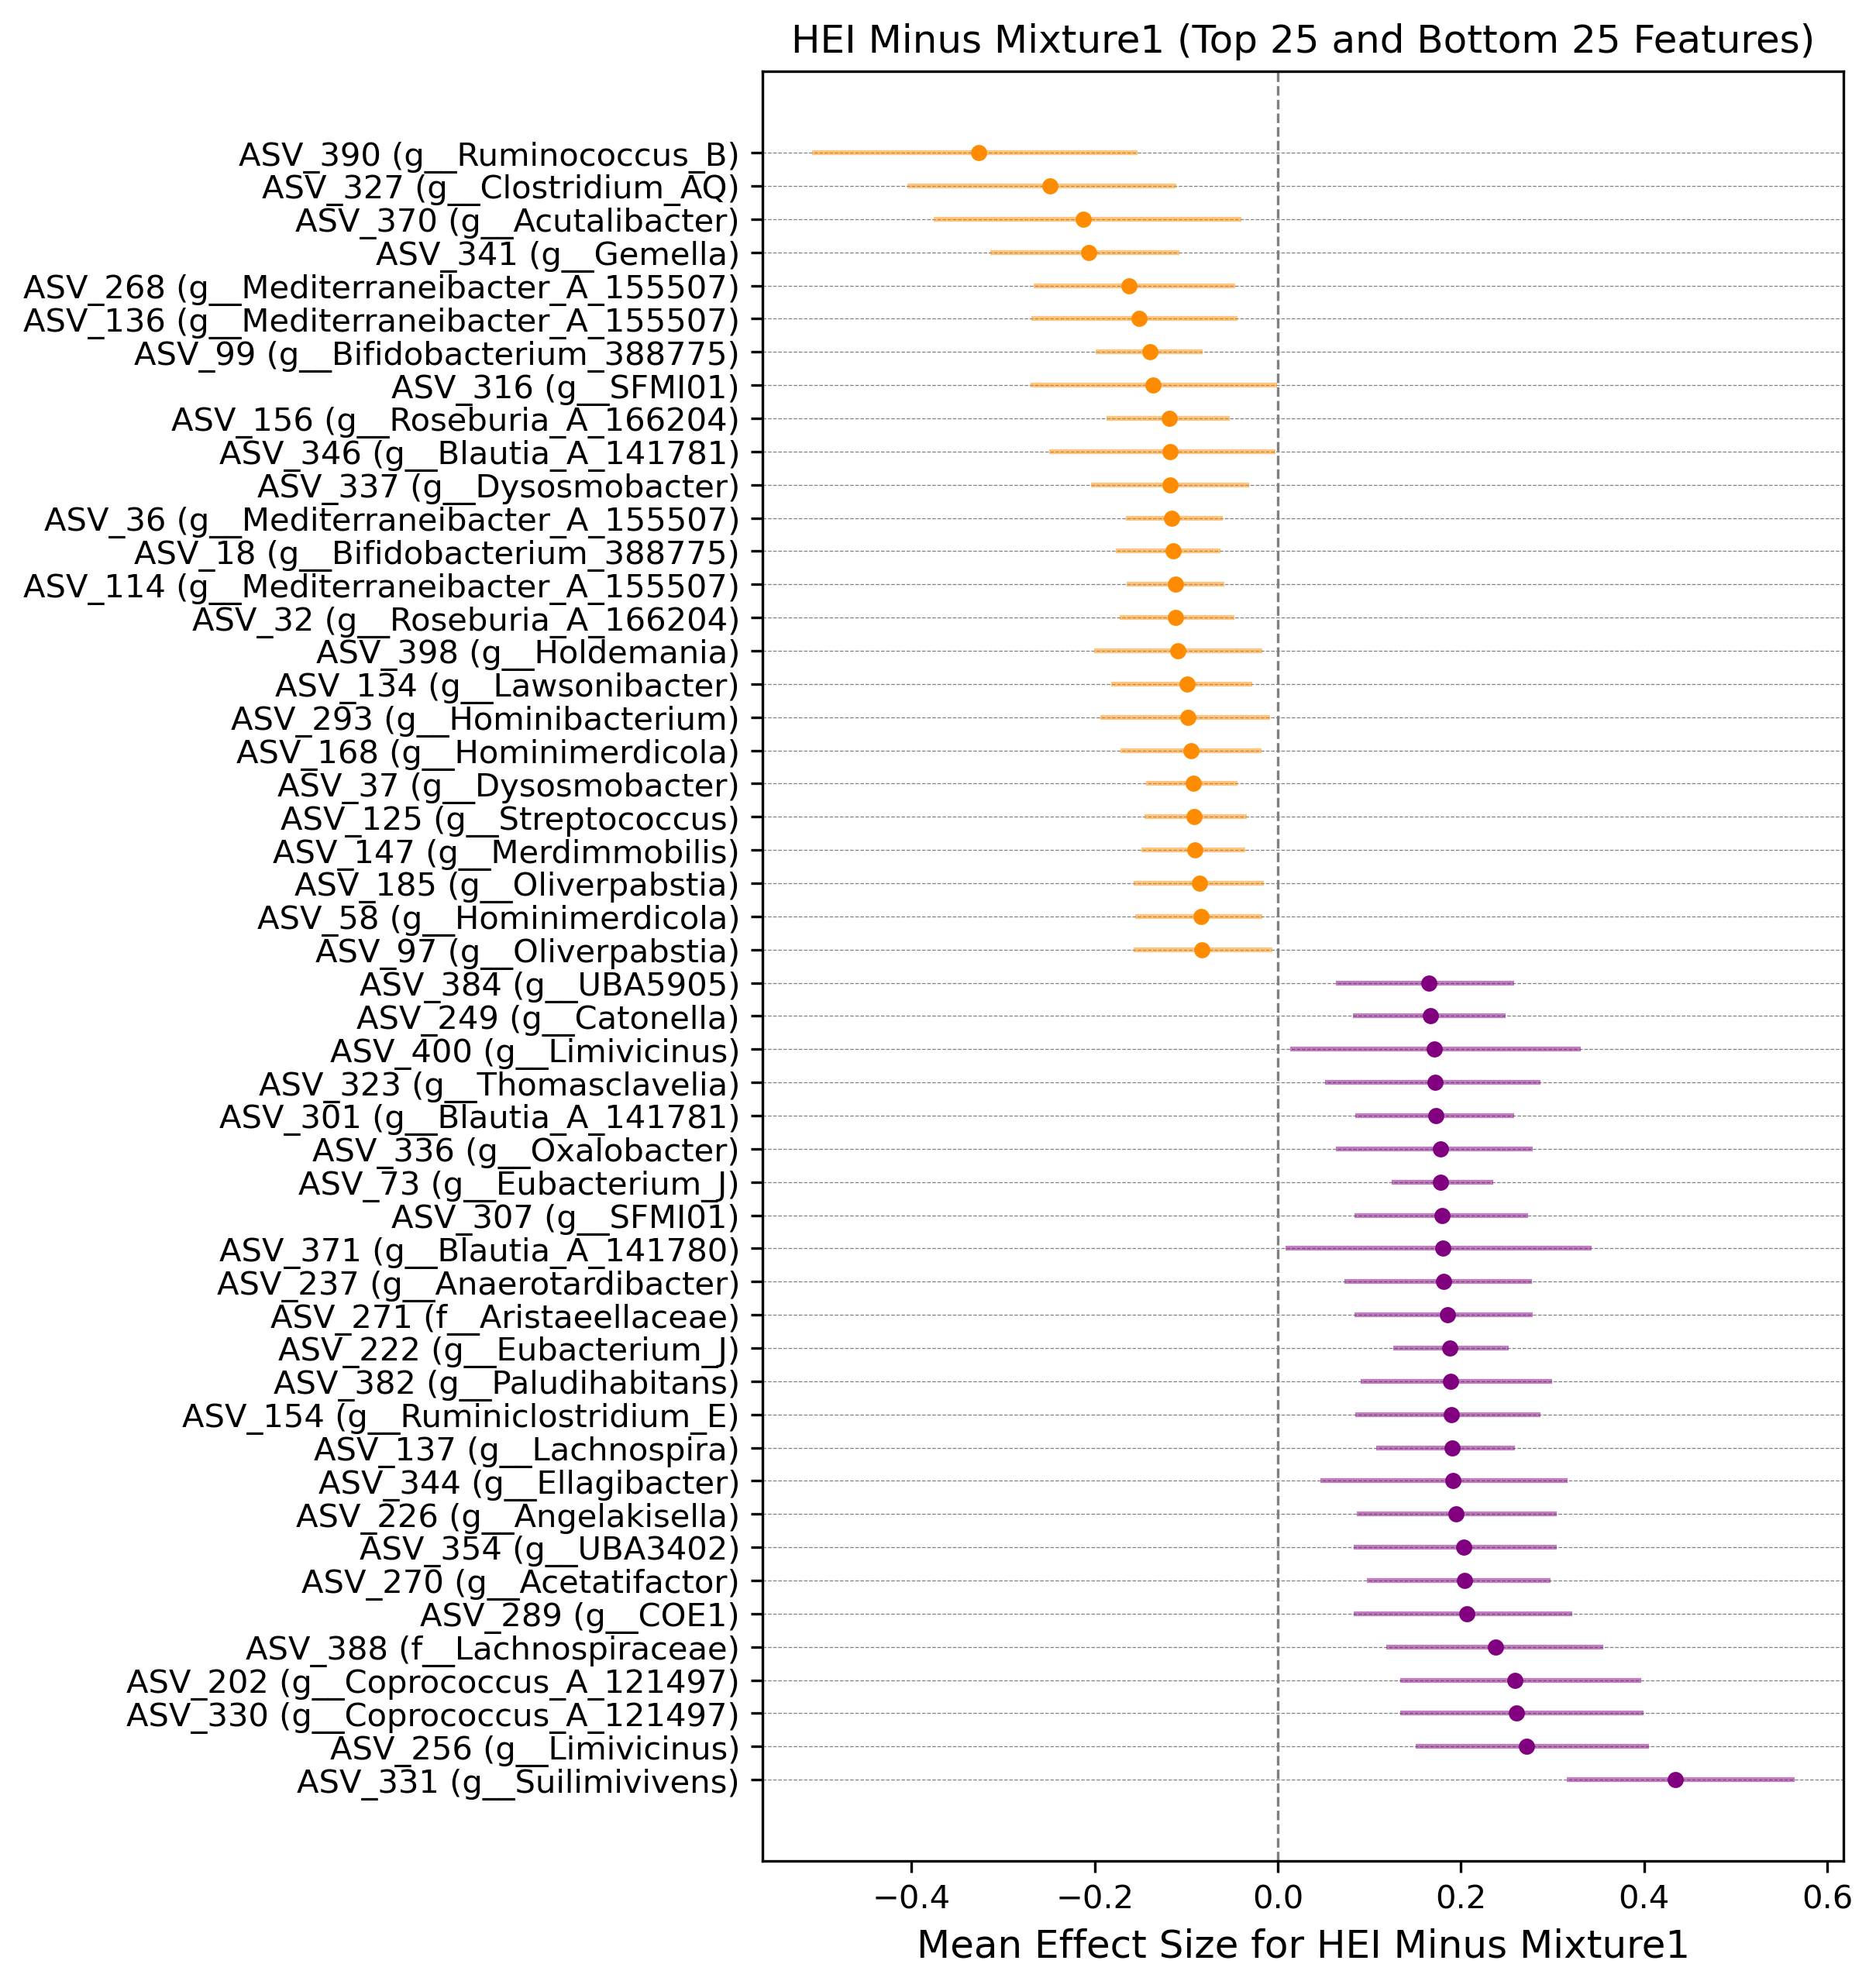 HEI Minus Mixture1 (Top 25 and Bottom 25 Features)
ASV_390 (g__Ruminococcus_B)
ASV_327 (g__Clostridium_AQ)
ASV_370 (g__Acutalibacter)
ASV_341 (g__Gemella)
ASV_268 (g__Mediterraneibacter_A_155507)
ASV_136 (g__Mediterraneibacter_A_155507)
ASV_99 (g__Bifidobacterium_388775)
ASV_316 (g__SFMI01)
ASV_156 (g__Roseburia_A_166204)
ASV_346 (g__Blautia_A_141781)
ASV_337 (g__Dysosmobacter)
ASV_36 (g__Mediterraneibacter_A_155507)
ASV_18 (g__Bifidobacterium_388775)
ASV_114 (g__Mediterraneibacter_A_155507)
ASV_32 (g__Roseburia_A_166204)
ASV_398 (g__Holdemania)
ASV_134 (g__Lawsonibacter)
ASV_293 (g__Hominibacterium)
ASV_168 (g__Hominimerdicola)
ASV_37 (g__Dysosmobacter)
ASV_125 (g__Streptococcus)
ASV_147 (g__Merdimmobilis)
ASV_185 (g__Oliverpabstia)
ASV_58 (g__Hominimerdicola)
ASV_97 (g__Oliverpabstia)
ASV_384 (g__UBA5905)
ASV_249 (g__Catonella)
ASV_400 (g__Limivicinus)
ASV_323 (g__Thomasclavelia)
ASV_301 (g__Blautia_A_141781)
ASV_336 (g__Oxalobacter)
ASV_73 (g__Eubacterium_J)
ASV_307 (g__SFMI01)
ASV_371 (g__Blautia_A_141780)
ASV_237 (g__Anaerotardibacter)
ASV_271 (f__Aristaeellaceae)
ASV_222 (g__Eubacterium_J)
ASV_382 (g__Paludihabitans)
ASV_154 (g__Ruminiclostridium_E)
ASV_137 (g__Lachnospira)
ASV_344 (g__Ellagibacter)
ASV_226 (g__Angelakisella)
ASV_354 (g__UBA3402)
ASV_270 (g__Acetatifactor)
ASV_289 (g__COE1)
ASV_388 (f__Lachnospiraceae)
ASV_202 (g__Coprococcus_A_121497)
ASV_330 (g__Coprococcus_A_121497)
ASV_256 (g__Limivicinus)
ASV_331 (g__Suilimivivens)
−0.4 −0.2 0.0 0.2 0.4 0.6
Mean Effect Size for HEI Minus Mixture1